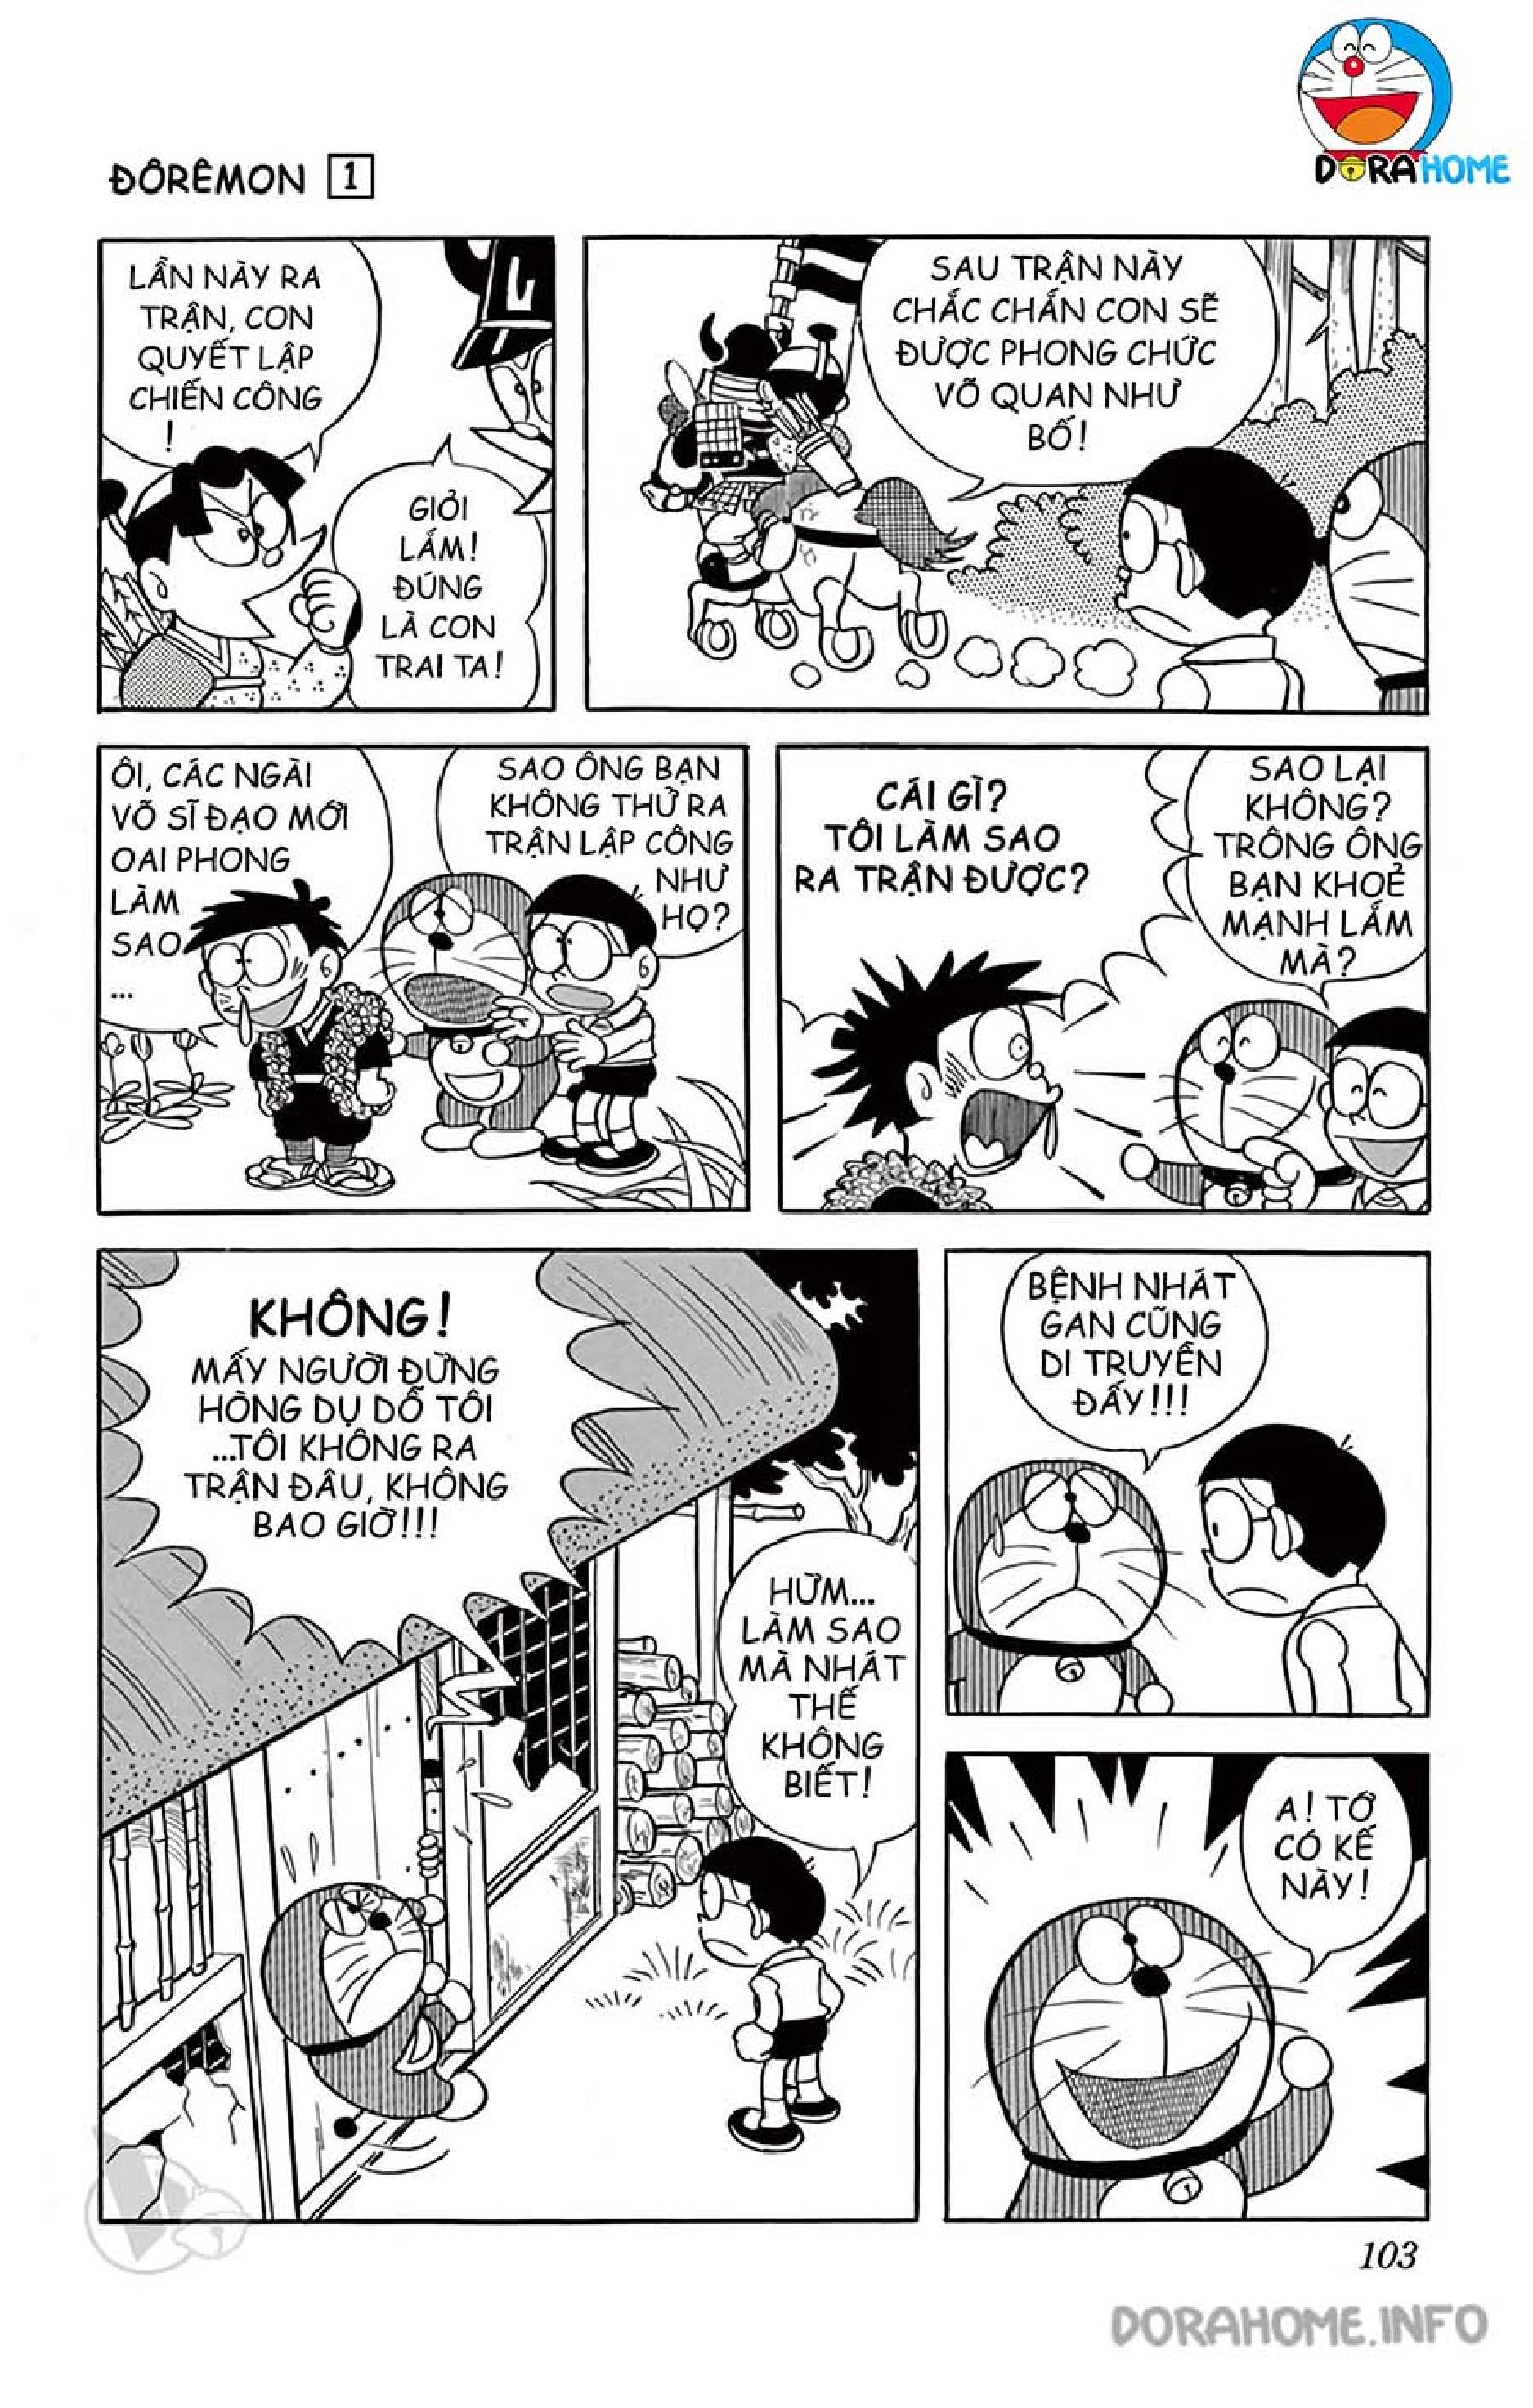 DORAHOME
ĐÔRÊMON 1
LẦN NÀY RA
TRẬN, CON
QUYẾT LẬP
CHIẾN CÔNG
!
GIỎI
LẮM!
ĐÚNG
LÀ CON
TRAI TA!
SAU TRẬN NÀY
CHẮC CHẮN CON SẼ
ĐƯỢC PHONG CHỨC
VÕ QUAN NHƯ
BỐ!
ÔI, CÁC NGÀI
VÕ SĨ ĐẠO MỚI
OAI PHONG
LÀM
SAO
...
SAO ÔNG BẠN
KHÔNG THỬ RA
TRẬN LẬP CÔNG
NHƯ
HỌ?
CÁI GÌ?
TÔI LÀM SAO
RA TRẬN ĐƯỢC?
SAO LẠI
KHÔNG?
TRÔNG ÔNG
BẠN KHOẺ
MẠNH LẮM
MÀ?
KHÔNG!
MẤY NGƯỜI ĐỪNG
HÒNG DỤ DỖ TÔI
...TÔI KHÔNG RA
TRẬN ĐÂU, KHÔNG
BAO GIỜ!!!
HỪM...
LÀM SAO
MÀ NHÁT
THẾ
KHÔNG
BIẾT!
BỆNH NHÁT
GAN CŨNG
DI TRUYỀN
ĐẤY!!!
A! TỚ
CÓ KẾ
NÀY!
103
DORAHOME.INFO